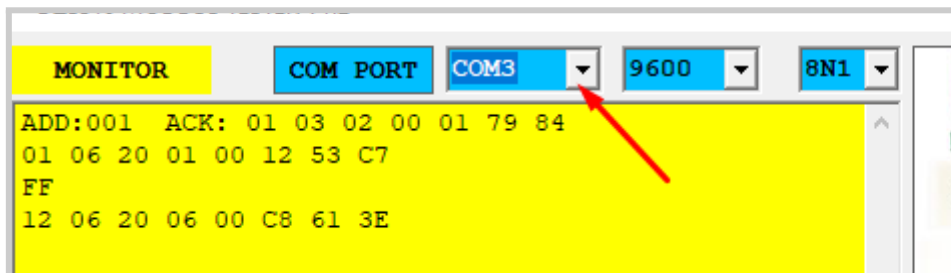 MONITOR COM PORT COM3 9600 8N1
ADD:001 ACK: 01 03 02 00 01 79 84
01 06 20 01 00 12 53 C7
FF
12 06 20 06 00 C8 61 3E